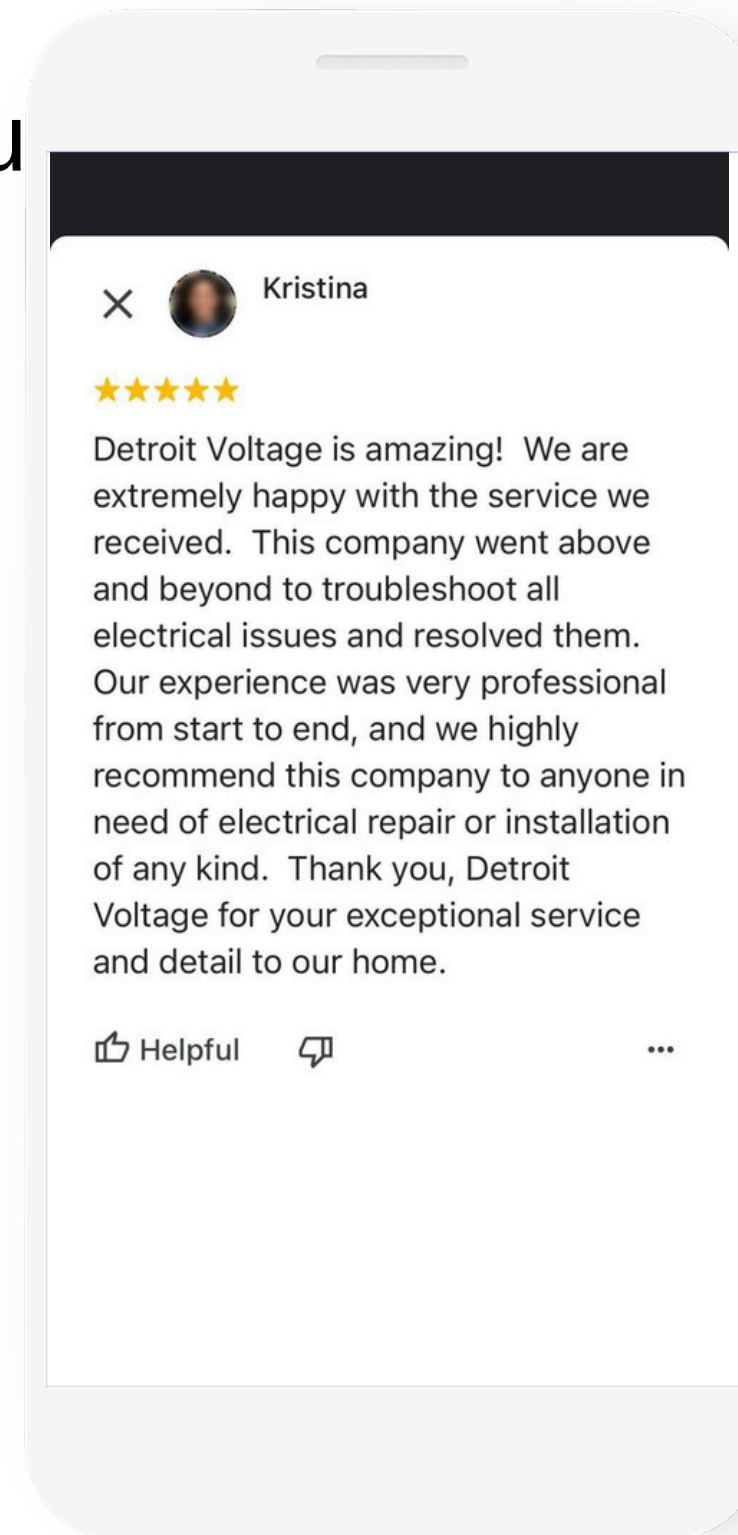 u
Kristina
Detroit Voltage is amazing!  We are
extremely happy with the service we
received.  This company went above
and beyond to troubleshoot all
electrical issues and resolved them.
Our experience was very professional
from start to end, and we highly
recommend this company to anyone in
need of electrical repair or installation
of any kind.  Thank you, Detroit
Voltage for your exceptional service
and detail to our home.
Helpful